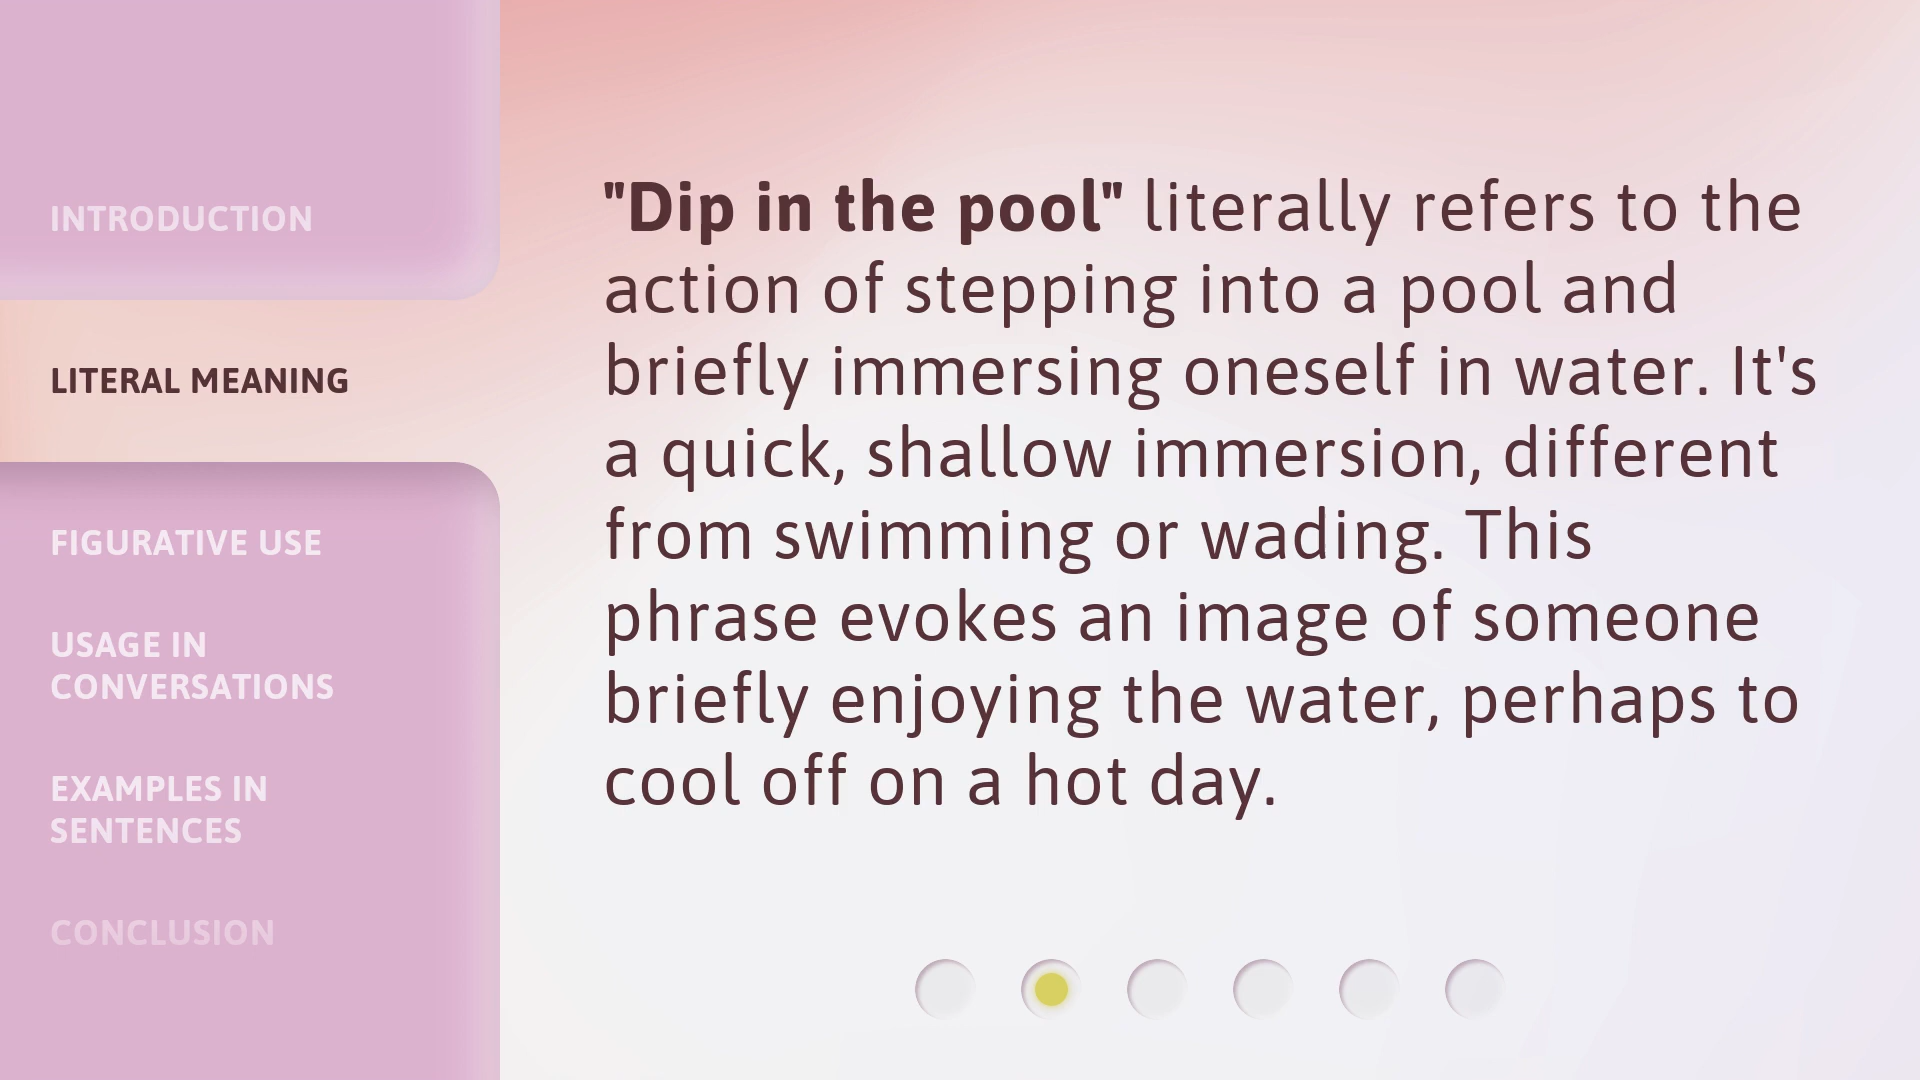 INTRODUCTION
LITERAL MEANING
FIGURATIVE USE
USAGE IN
CONVERSATIONS
EXAMPLES IN
SENTENCES
CONCLUSION
"Dip in the pool" literally refers to the
action of stepping into a pool and
briefly immersing oneself in water. It's
a quick, shallow immersion, different
from swimming or wading. This
phrase evokes an image of someone
briefly enjoying the water, perhaps to
cool off on a hot day.